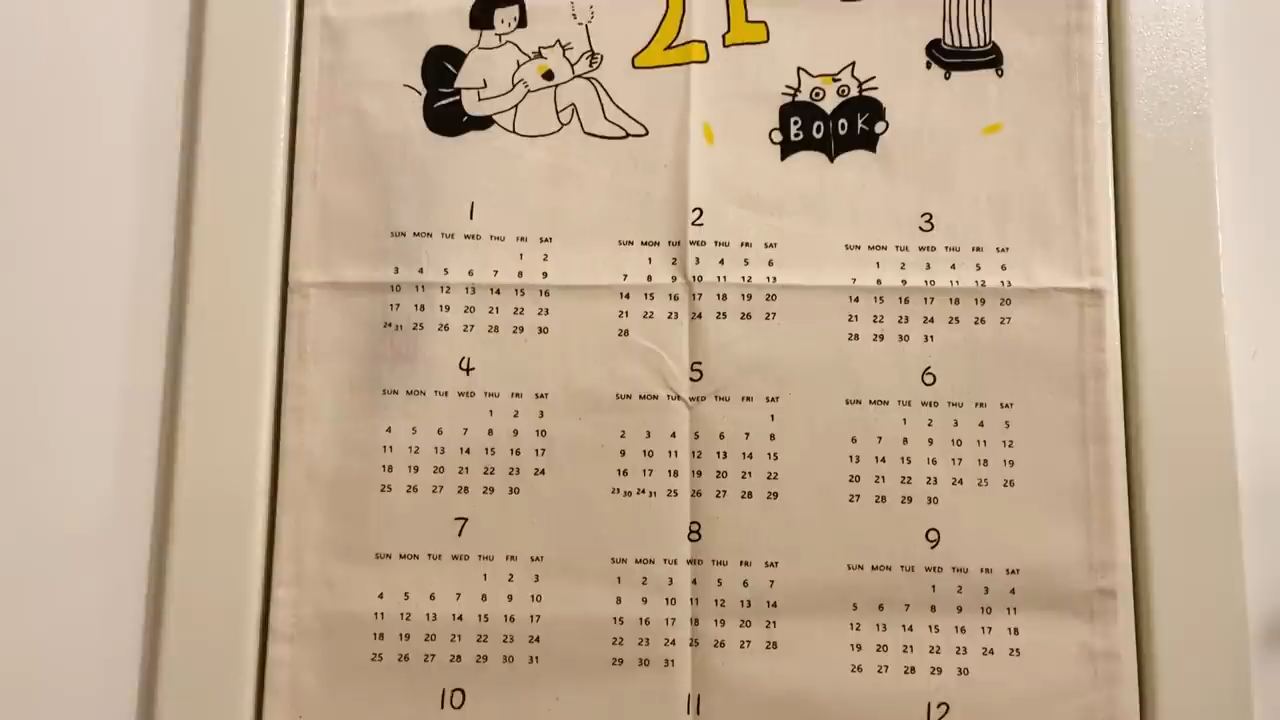 21
BOOK
1
SUN MON TUE WED THU FRI SAT
1 2
3 4 5 6 7 8 9
10 11 12 13 14 15 16
17 18 19 20 21 22 23
24 31 25 26 27 28 29 30
2
SUN MON TUE WED THU FRI SAT
1 2 3 4 5 6
7 8 9 10 11 12 13
14 15 16 17 18 19 20
21 22 23 24 25 26 27
28
3
SUN MON TUE WED THU FRI SAT
1 2 3 4 5 6
7 8 9 10 11 12 13
14 15 16 17 18 19 20
21 22 23 24 25 26 27
28 29 30 31
4
SUN MON TUE WED THU FRI SAT
1 2 3
4 5 6 7 8 9 10
11 12 13 14 15 16 17
18 19 20 21 22 23 24
25 26 27 28 29 30
5
SUN MON TUE WED THU FRI SAT
1
2 3 4 5 6 7 8
9 10 11 12 13 14 15
16 17 18 19 20 21 22
23 30 24 31 25 26 27 28 29
6
SUN MON TUE WED THU FRI SAT
1 2 3 4 5
6 7 8 9 10 11 12
13 14 15 16 17 18 19
20 21 22 23 24 25 26
27 28 29 30
7
SUN MON TUE WED THU FRI SAT
1 2 3
4 5 6 7 8 9 10
11 12 13 14 15 16 17
18 19 20 21 22 23 24
25 26 27 28 29 30 31
8
SUN MON TUE WED THU FRI SAT
1 2 3 4 5 6 7
8 9 10 11 12 13 14
15 16 17 18 19 20 21
22 23 24 25 26 27 28
29 30 31
9
SUN MON TUE WED THU FRI SAT
1 2 3 4
5 6 7 8 9 10 11
12 13 14 15 16 17 18
19 20 21 22 23 24 25
26 27 28 29 30
10
11
12